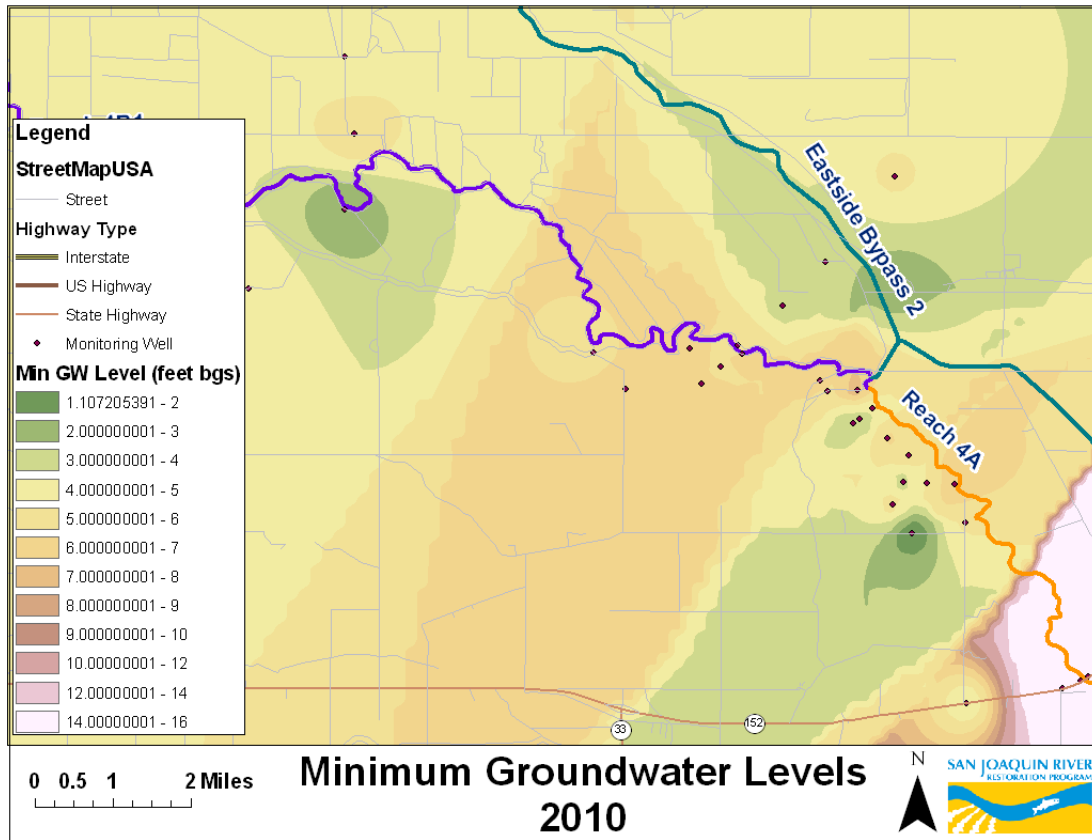 Legend
StreetMapUSA
Street
Highway Type
Interstate
US Highway
State Highway
Monitoring Well
Min GW Level (feet bgs)
1.107205391 - 2
2.000000001 - 3
3.000000001 - 4
4.000000001 - 5
5.000000001 - 6
6.000000001 - 7
7.000000001 - 8
8.000000001 - 9
9.000000001 - 10
10.00000001 - 12
12.00000001 - 14
14.00000001 - 16
Eastside Bypass 2
Reach 4A
33
152
0 0.5 1 2 Miles
Minimum Groundwater Levels
2010
N
SAN JOAQUIN RIVER
RESTORATION PROGRAM